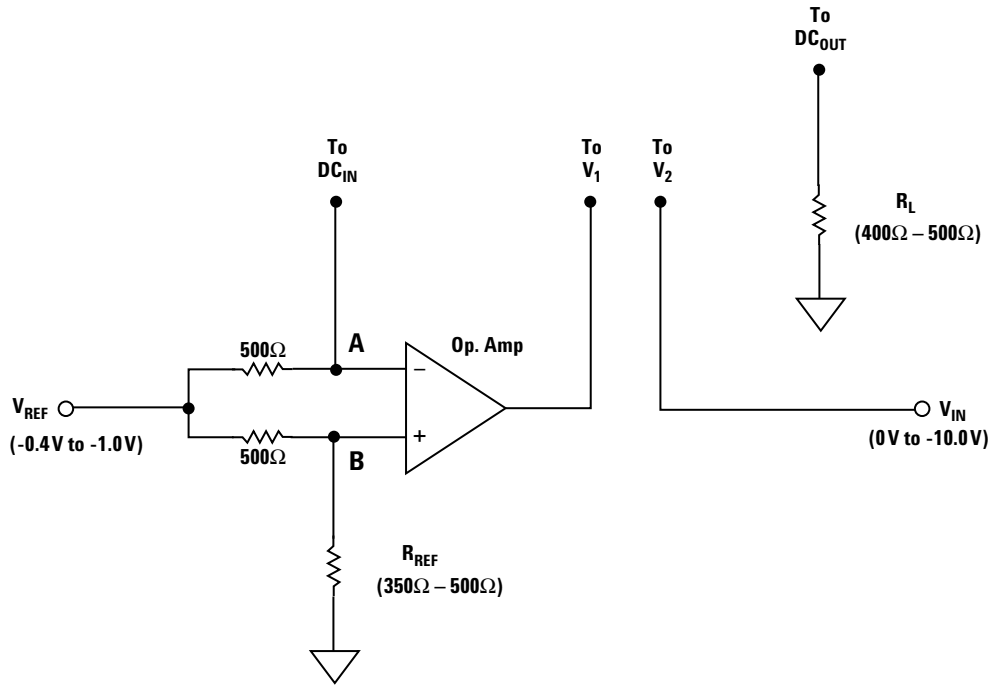 To
DC_OUT
To
DC_IN
To
V_1
To
V_2
R_L
(400Ω – 500Ω)
500Ω
A
Op. Amp
–
V_REF
(-0.4 V to -1.0 V)
V_IN
(0 V to -10.0 V)
+
500Ω
B
R_REF
(350Ω – 500Ω)